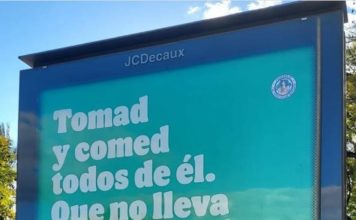 JCDecaux
Tomad
y comed
todos de él.
Que no lleva